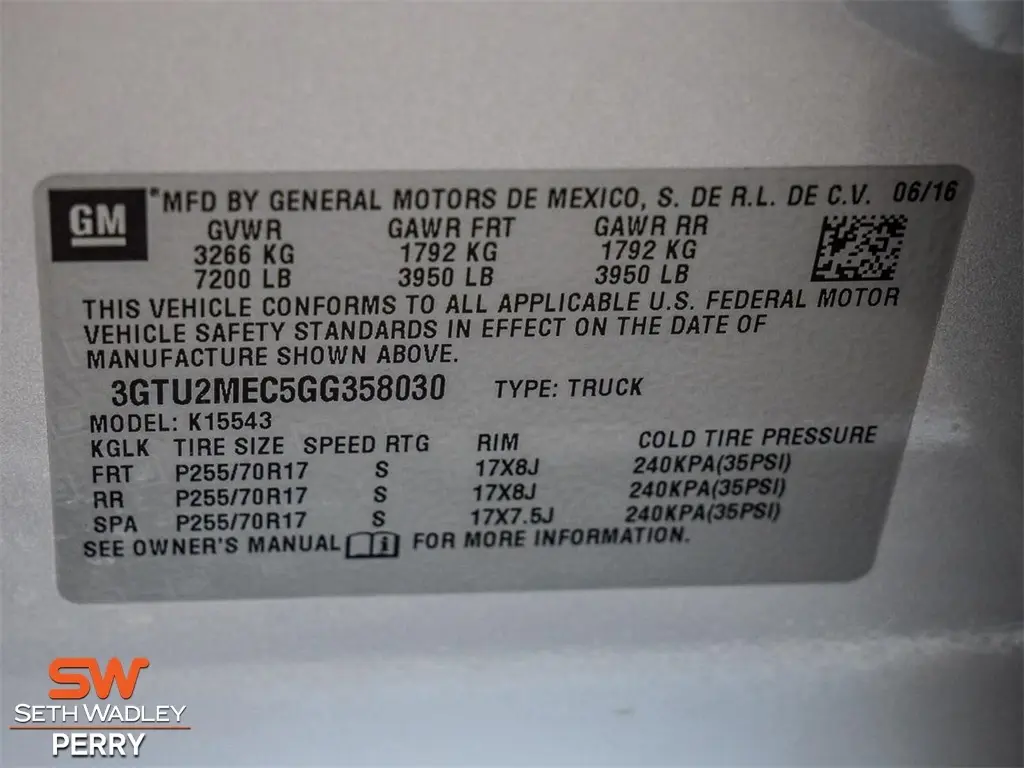 GM
*MFD BY GENERAL MOTORS DE MEXICO, S. DE R.L. DE C.V. 06/16
GVWR GAWR FRT GAWR RR
3266 KG 1792 KG 1792 KG
7200 LB 3950 LB 3950 LB
THIS VEHICLE CONFORMS TO ALL APPLICABLE U.S. FEDERAL MOTOR
VEHICLE SAFETY STANDARDS IN EFFECT ON THE DATE OF
MANUFACTURE SHOWN ABOVE.
3GTU2MEC5GG358030 TYPE: TRUCK
MODEL: K15543
KGLK TIRE SIZE SPEED RTG RIM COLD TIRE PRESSURE
FRT P255/70R17 S 17X8J 240KPA(35PSI)
RR P255/70R17 S 17X8J 240KPA(35PSI)
SPA P255/70R17 S 17X7.5J 240KPA(35PSI)
SEE OWNER'S MANUAL FOR MORE INFORMATION.
SW
SETH WADLEY
PERRY